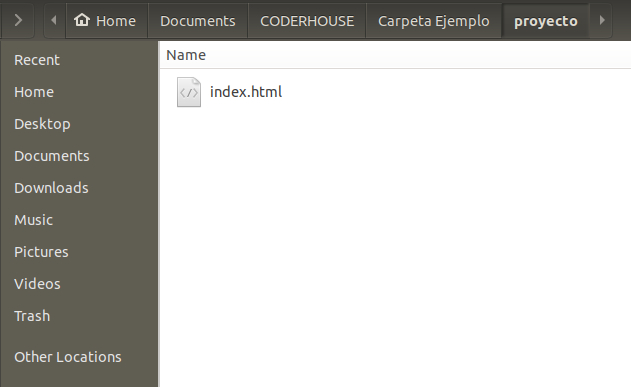 Home Documents CODERHOUSE Carpeta Ejemplo proyecto
Recent
Home
Desktop
Documents
Downloads
Music
Pictures
Videos
Trash
Other Locations
Name
index.html